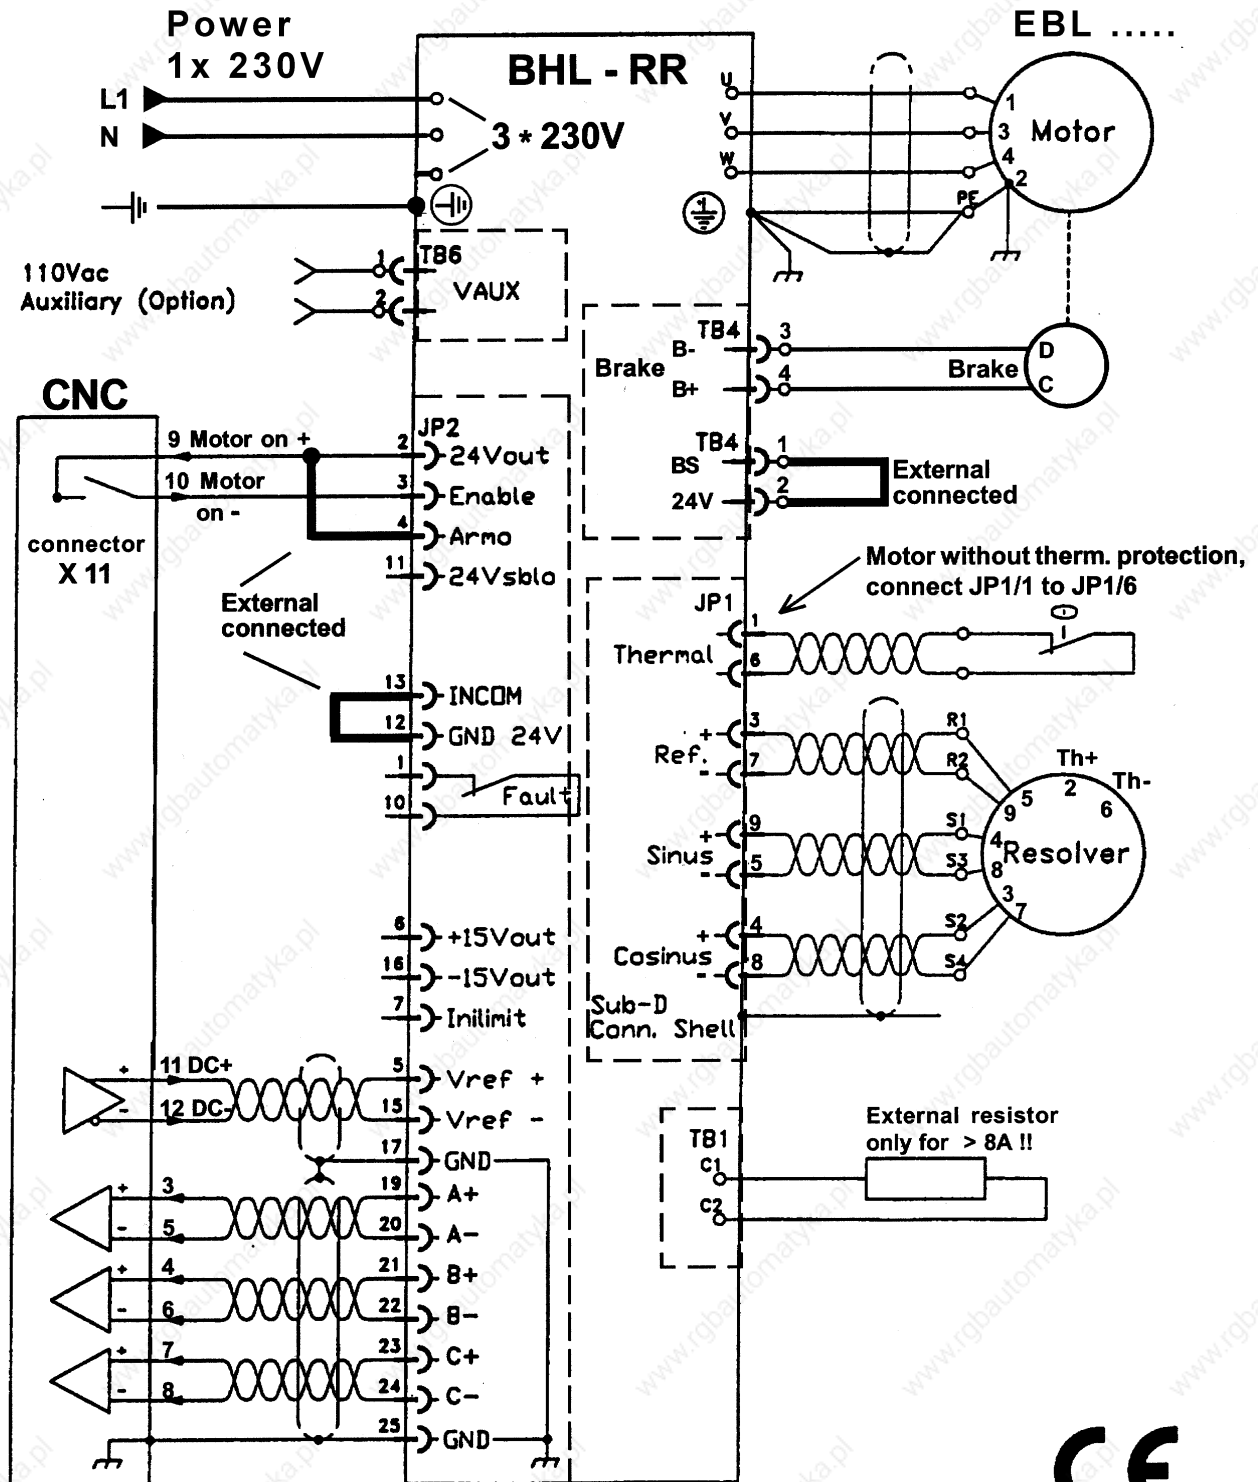 Power
1x 230V
EBL .....
BHL - RR
L1
N
3 * 230V
U
V
W
PE
1
3
4
2
Motor
110Vac
Auxiliary (Option)
1
2
TB6
VAUX
Brake
TB4
B-
B+
3
4
Brake
D
C
TB4
BS
24V
1
2
External
connected
CNC
9 Motor on +
10 Motor
on -
connector
X 11
External
connected
JP2
2 24Vout
3 Enable
4 Armo
11 24Vsblo
13 INCOM
12 GND 24V
1
10
Fault
6 +15Vout
16 -15Vout
7 Inilimit
Motor without therm. protection,
connect JP1/1 to JP1/6
JP1
Thermal
1
6
Ref.
+ 3 R1
- 7 R2
Sinus
+ 9 S1
- 5 S3
Cosinus
+ 4 S2
- 8 S4
Sub-D
Conn. Shell
Th+
Th-
2
6
5
9
4
8
3
7
Resolver
+ 11 DC+ 5 Vref +
- 12 DC- 15 Vref -
17 GND
+ 3 19 A+
- 5 20 A-
+ 4 21 B+
- 6 22 B-
+ 7 23 C+
- 8 24 C-
25 GND
TB1
C1
C2
External resistor
only for > 8A !!
CE
www.rgbautomatyka.pl